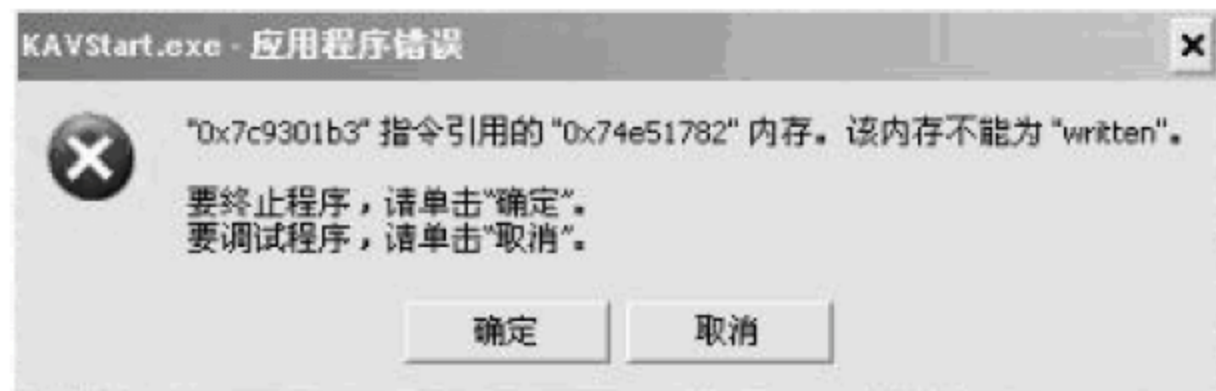 KAVStart.exe - 应用程序错误
"0x7c9301b3" 指令引用的 "0x74e51782" 内存。该内存不能为 "written"。
要终止程序，请单击"确定"。
要调试程序，请单击"取消"。
确定
取消